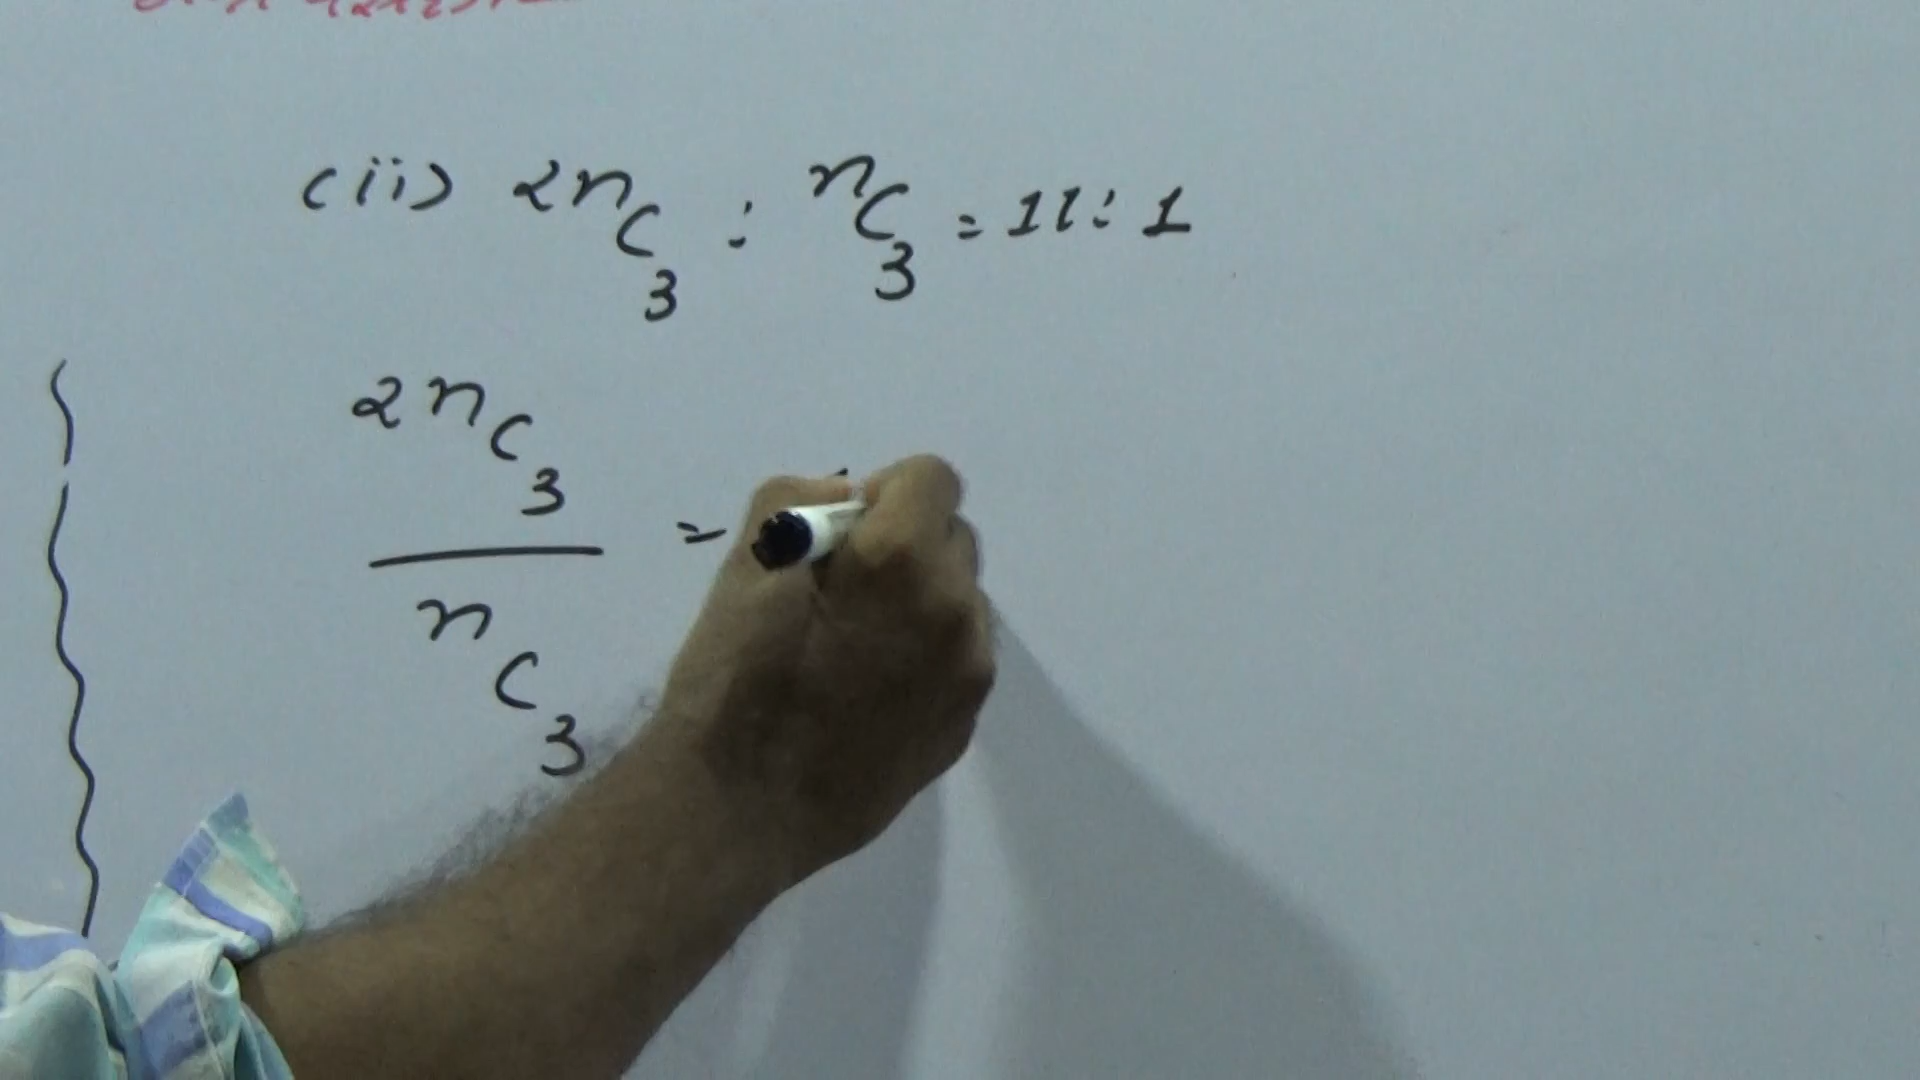 (ii) 2nC3 : nC3 = 11 : 1
2nC3
nC3
=